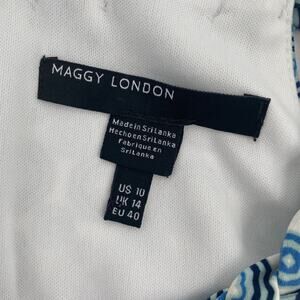 MAGGY LONDON
Made in Sri Lanka
Hecho en Sri Lanka
Fabrique en
Sri Lanka
US 10
UK 14
EU 40